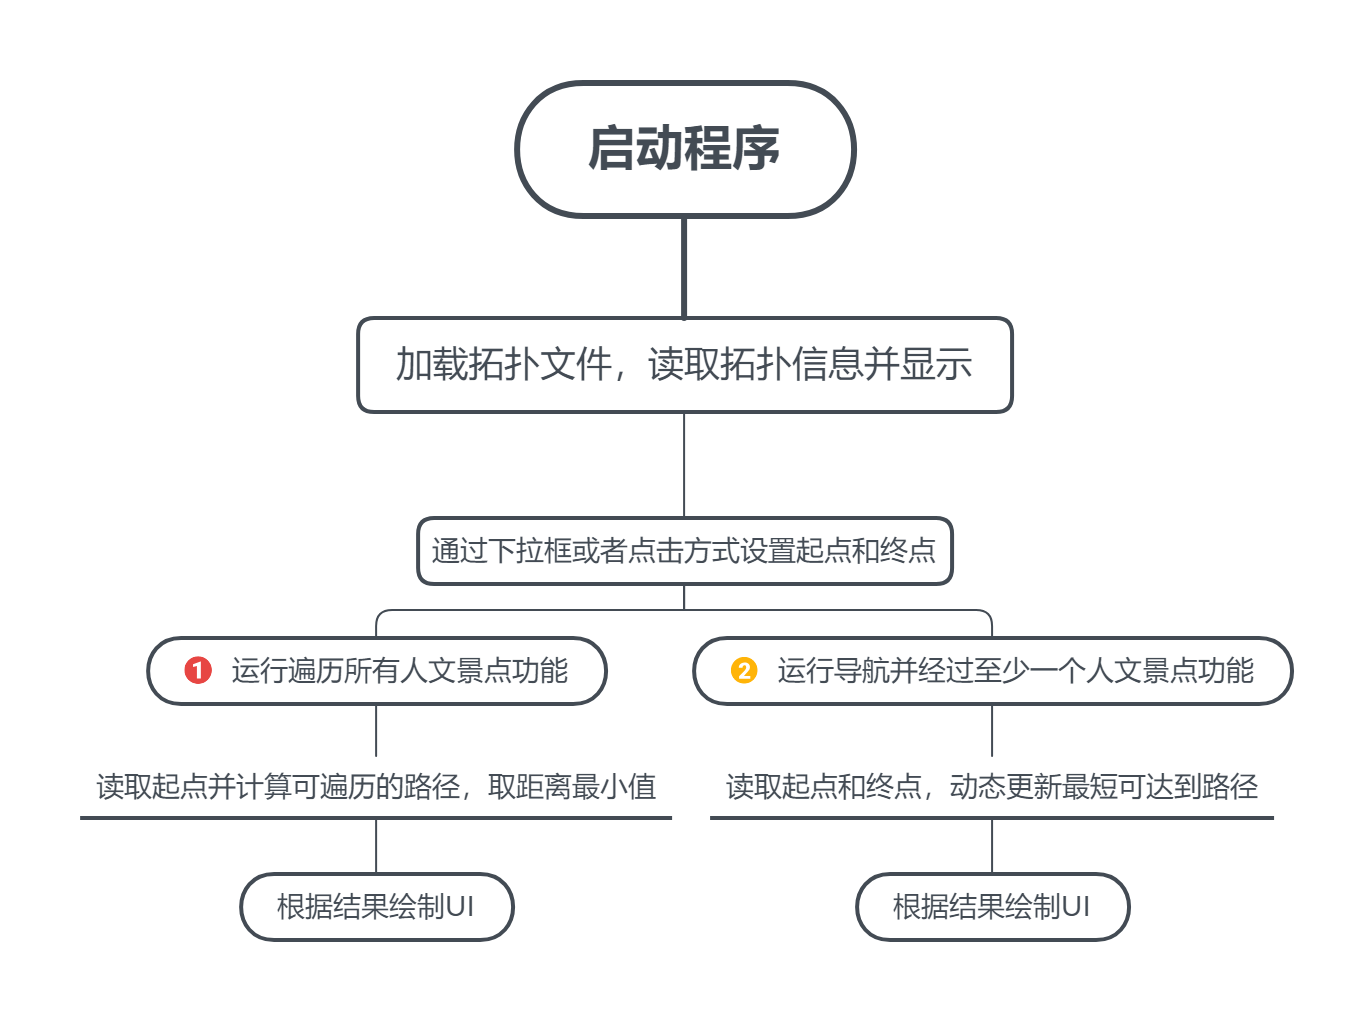 启动程序
加载拓扑文件，读取拓扑信息并显示
通过下拉框或者点击方式设置起点和终点
1 运行遍历所有人文景点功能
2 运行导航并经过至少一个人文景点功能
读取起点并计算可遍历的路径，取距离最小值
读取起点和终点，动态更新最短可达到路径
根据结果绘制UI
根据结果绘制UI